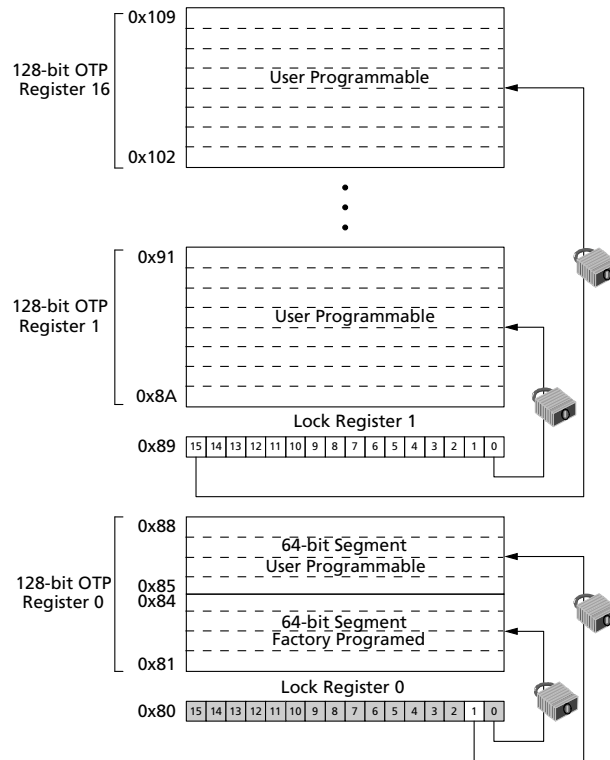 0x109
128-bit OTP
Register 16
User Programmable
0x102
0x91
128-bit OTP
Register 1
User Programmable
0x8A
Lock Register 1
0x89
15 14 13 12 11 10 9 8 7 6 5 4 3 2 1 0
0x88
64-bit Segment
User Programmable
128-bit OTP
Register 0
0x85
0x84
64-bit Segment
Factory Programed
0x81
Lock Register 0
0x80
15 14 13 12 11 10 9 8 7 6 5 4 3 2 1 0